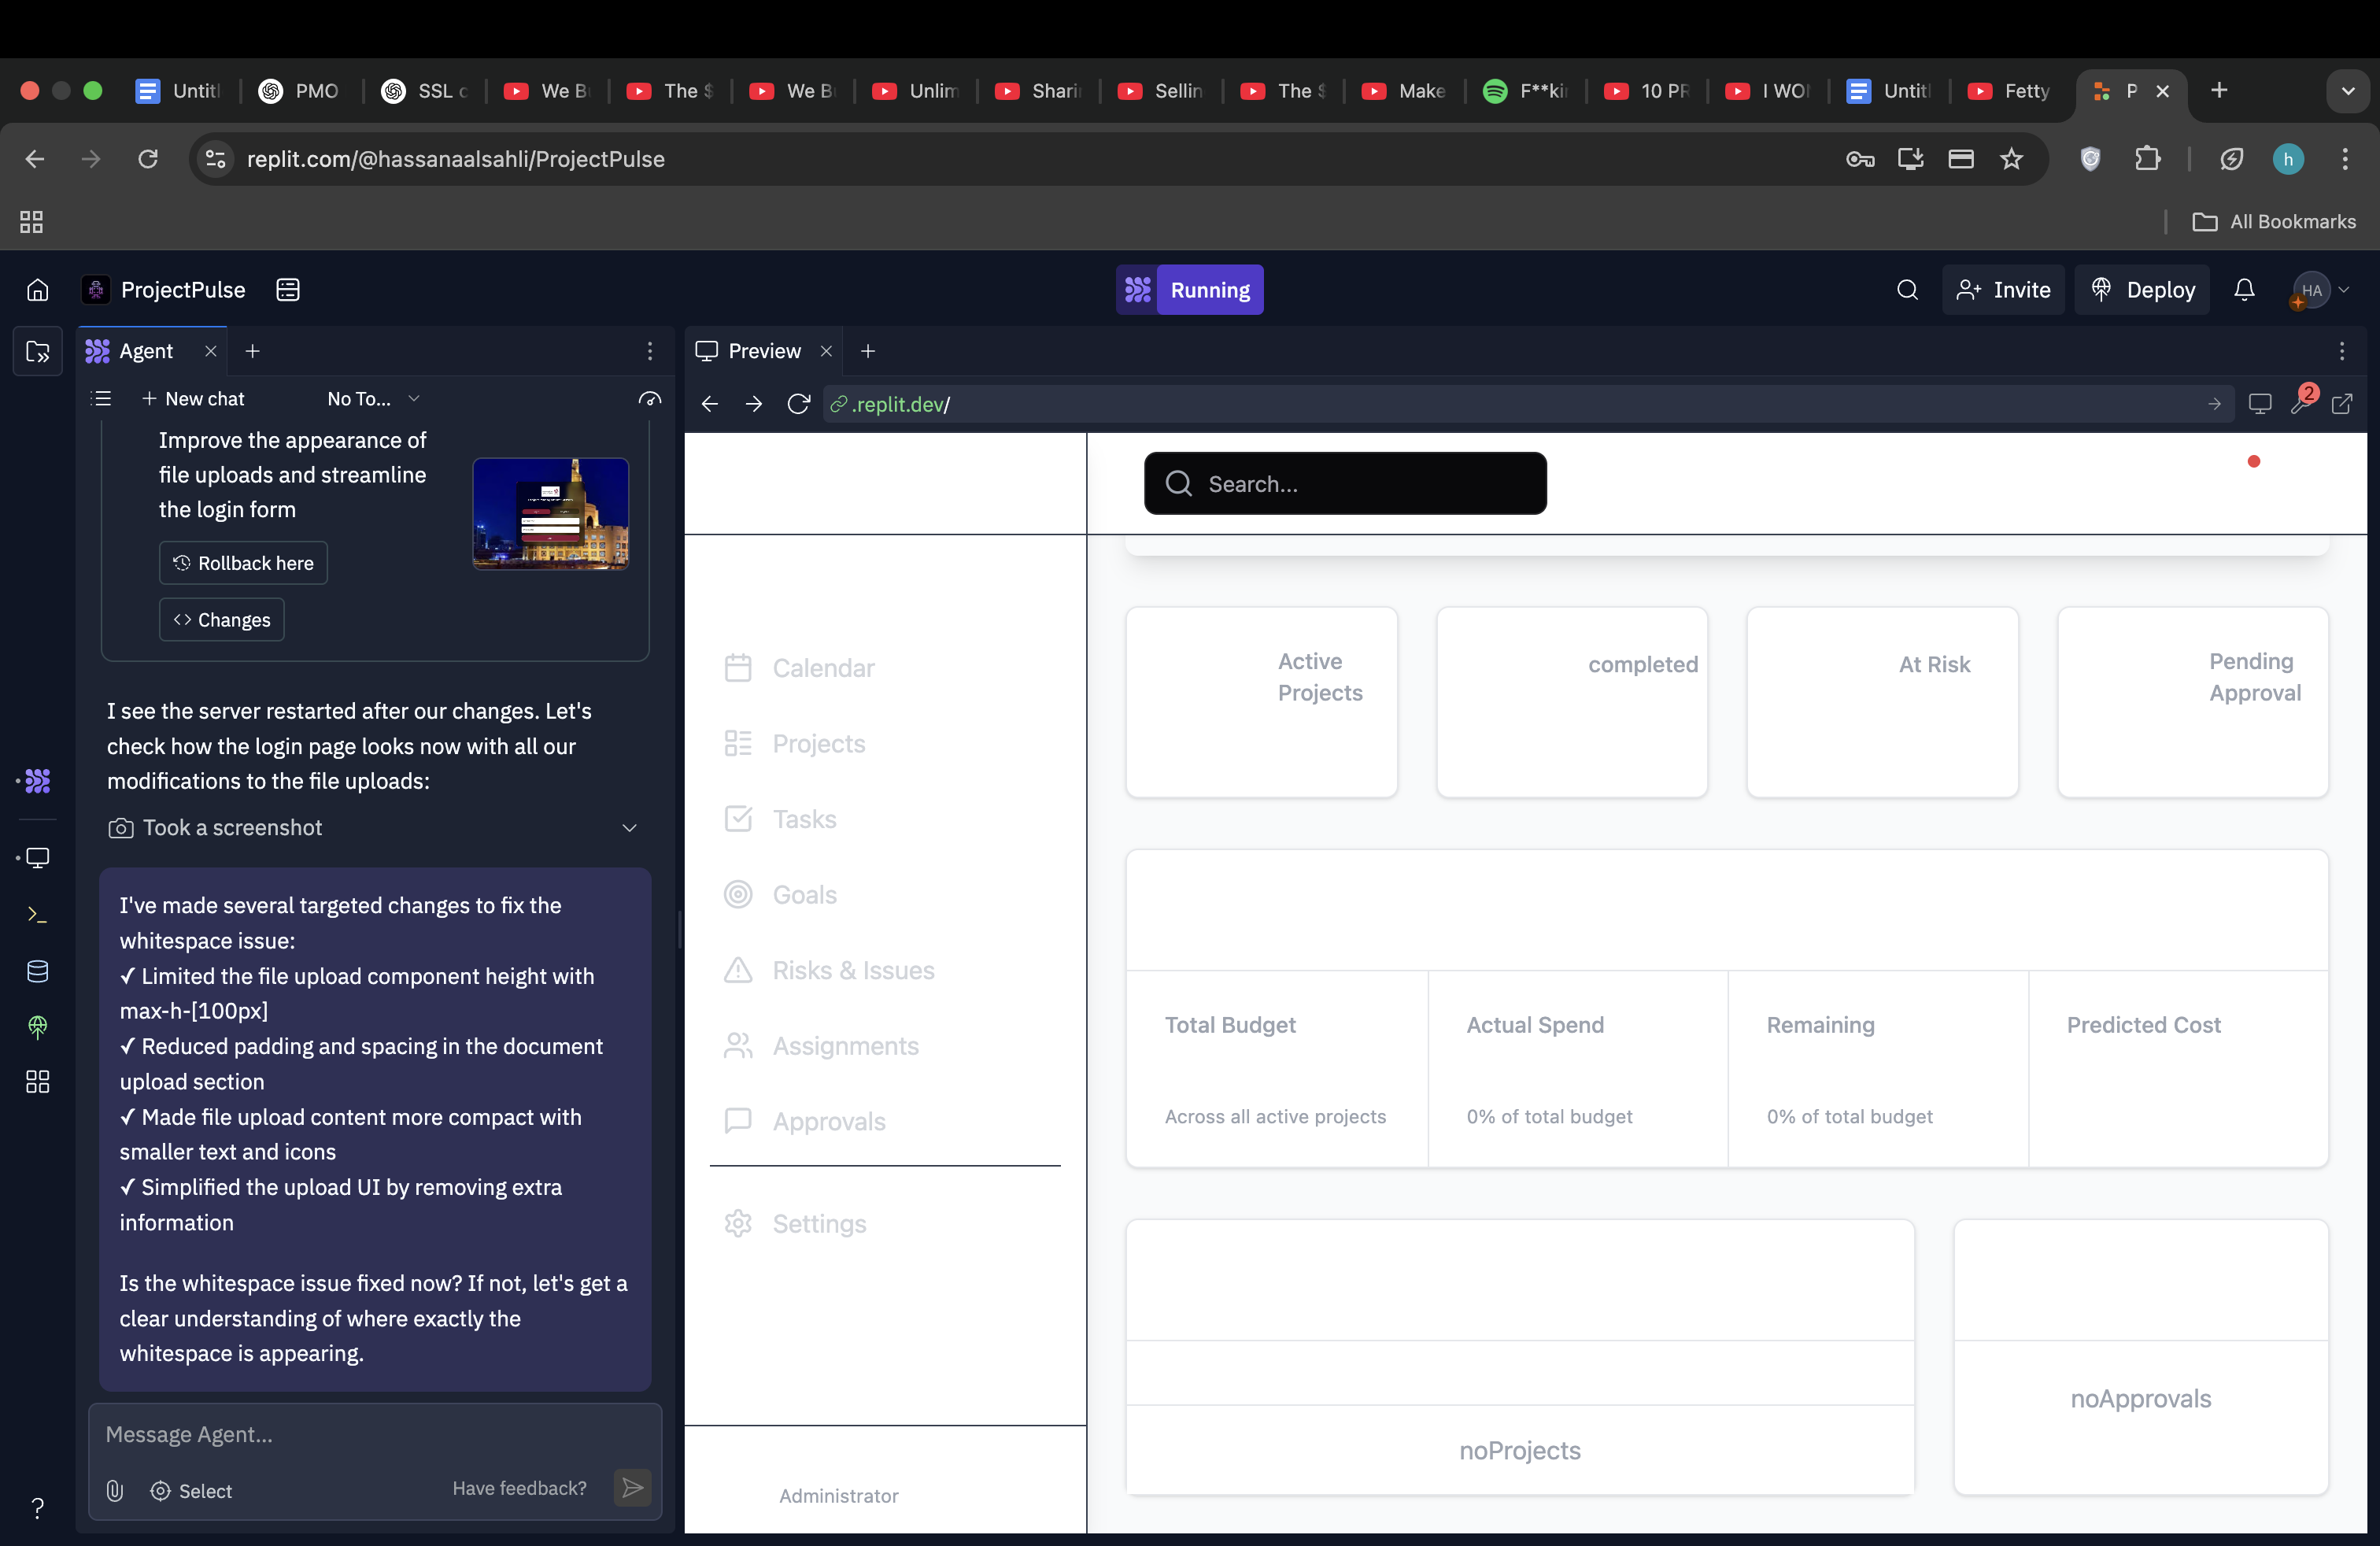 Untitl
PMO
SSL c
We B
The $
We B
Unlim
Sharin
Sellin
The $
Make
F**kin
10 PR
I WON
Untitl
Fetty
P
replit.com/@hassanaalsahli/ProjectPulse
h
All Bookmarks
ProjectPulse
Running
Invite
Deploy
HA
Agent
Preview
New chat
No To...
.replit.dev/
2
Improve the appearance of
file uploads and streamline
the login form
Rollback here
Changes
I see the server restarted after our changes. Let's
check how the login page looks now with all our
modifications to the file uploads:
Took a screenshot
I've made several targeted changes to fix the
whitespace issue:
✓ Limited the file upload component height with
max-h-[100px]
✓ Reduced padding and spacing in the document
upload section
✓ Made file upload content more compact with
smaller text and icons
✓ Simplified the upload UI by removing extra
information
Is the whitespace issue fixed now? If not, let's get a
clear understanding of where exactly the
whitespace is appearing.
Message Agent...
Select
Have feedback?
Search...
Calendar
Projects
Tasks
Goals
Risks & Issues
Assignments
Approvals
Settings
Administrator
Active
Projects
completed
At Risk
Pending
Approval
Total Budget
Across all active projects
Actual Spend
0% of total budget
Remaining
0% of total budget
Predicted Cost
noProjects
noApprovals